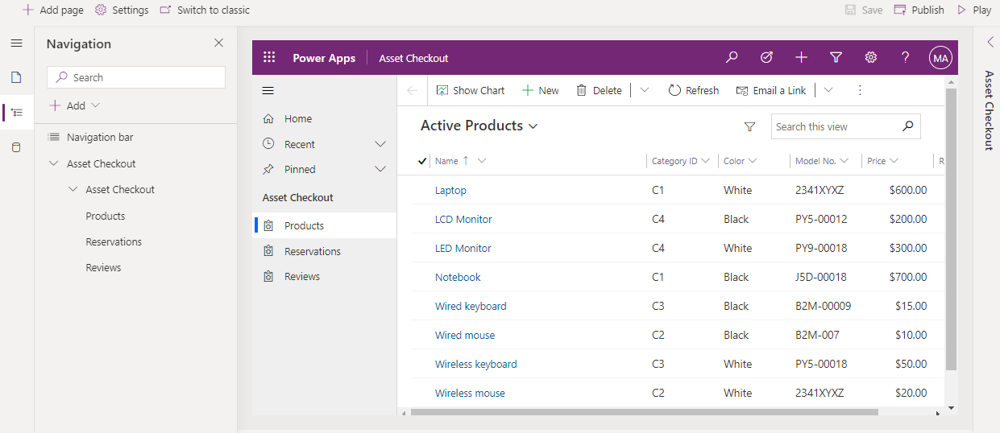 Add page Settings Switch to classic Save Publish Play
Navigation
Search
Add
Navigation bar
Asset Checkout
Asset Checkout
Products
Reservations
Reviews
Power Apps Asset Checkout MA
Home
Recent
Pinned
Asset Checkout
Products
Reservations
Reviews
Show Chart New Delete Refresh Email a Link
Active Products Search this view
Name Category ID Color Model No. Price R
Laptop C1 White 2341XYXZ $600.00
LCD Monitor C4 Black PY5-00012 $200.00
LED Monitor C4 White PY9-00018 $300.00
Notebook C1 Black J5D-00018 $700.00
Wired keyboard C3 Black B2M-00009 $15.00
Wired mouse C2 Black B2M-007 $10.00
Wireless keyboard C3 White PY5-00018 $50.00
Wireless mouse C2 White 2341XYXZ $20.00
Asset Checkout